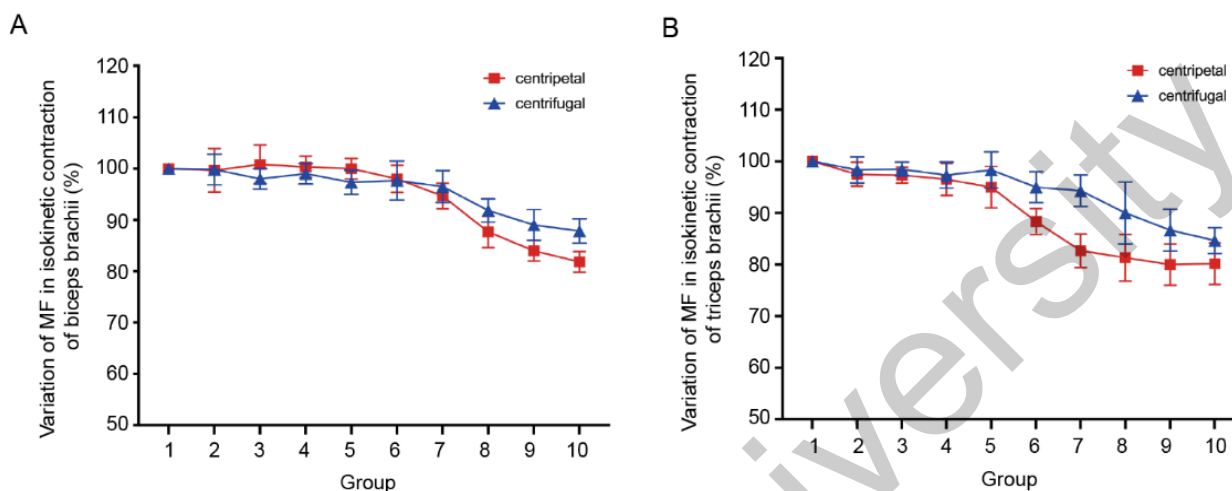 A
120
110
100
90
80
70
60
50
Variation of MF in isokinetic contraction
of biceps brachii (%)
centripetal
centrifugal
1 2 3 4 5 6 7 8 9 10
Group
B
120
110
100
90
80
70
60
50
Variation of MF in isokinetic contraction
of triceps brachii (%)
centripetal
centrifugal
1 2 3 4 5 6 7 8 9 10
Group
iversity